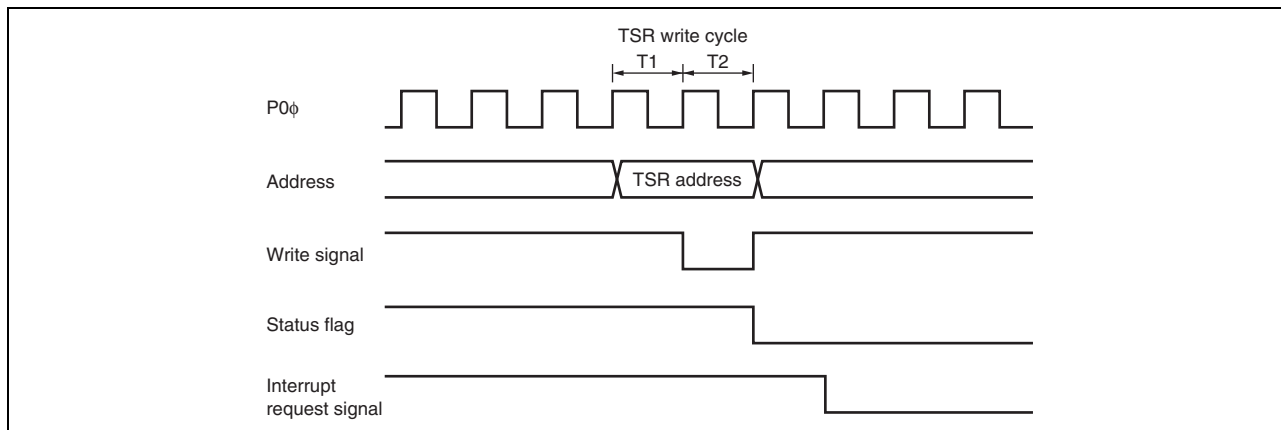 TSR write cycle
T1 T2
P0ϕ
Address
TSR address
Write signal
Status flag
Interrupt
request signal